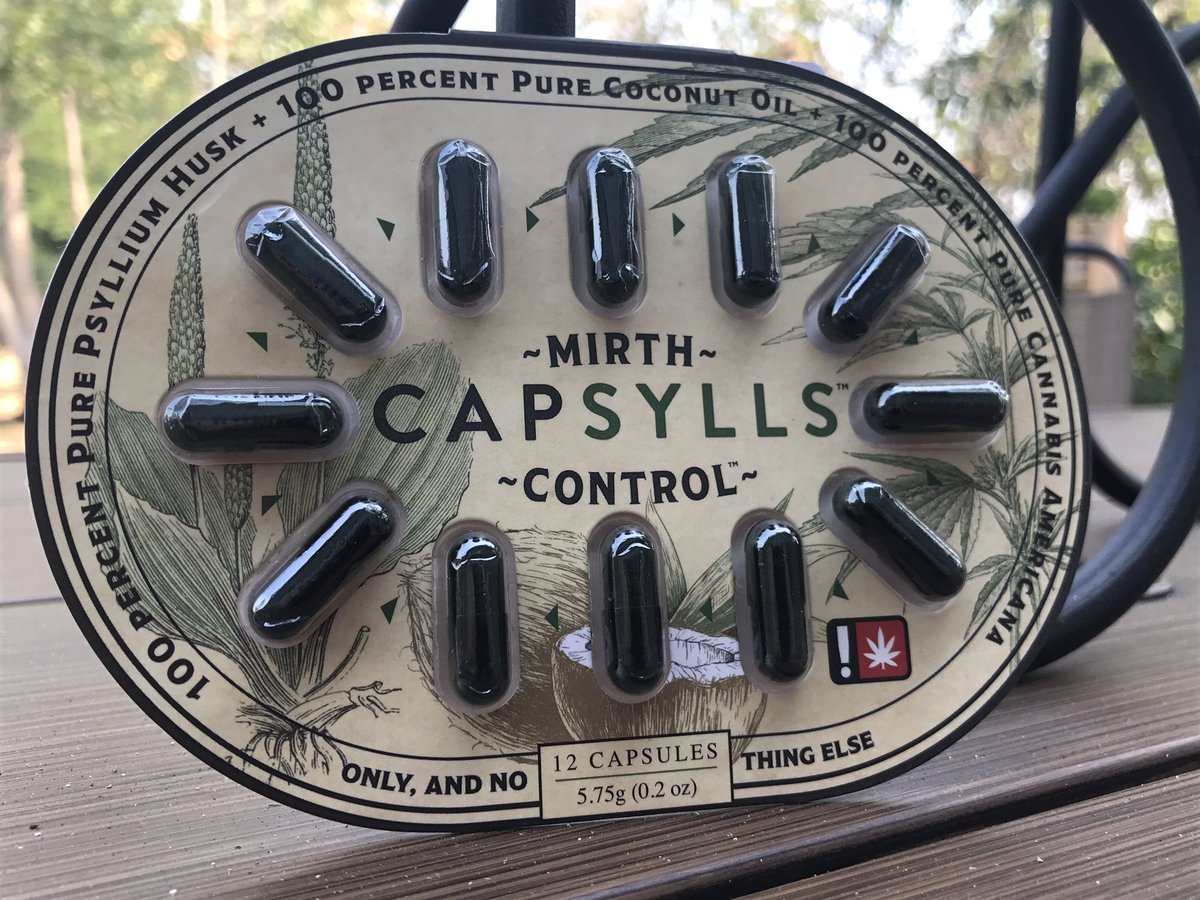 100 PERCENT PURE PSYLLIUM HUSK + 100 PERCENT PURE COCONUT OIL + 100 PERCENT PURE CANNABIS AMERICANA
~MIRTH~
CAPSYLLS™
~CONTROL™~
!
ONLY, AND NO THING ELSE
12 CAPSULES
5.75g (0.2 oz)